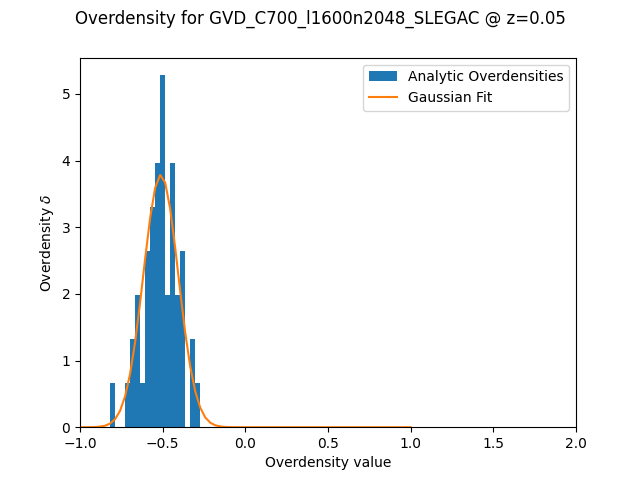 Overdensity for GVD_C700_l1600n2048_SLEGAC @ z=0.05
Analytic Overdensities
Gaussian Fit
Overdensity δ
5
4
3
2
1
0
−1.0 −0.5 0.0 0.5 1.0 1.5 2.0
Overdensity value